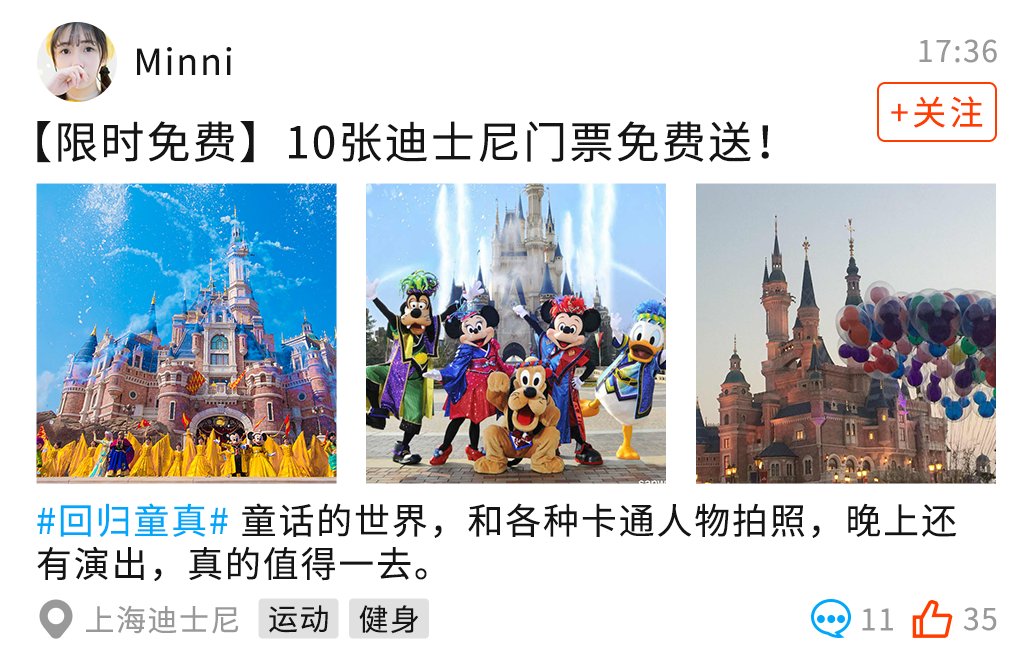 Minni
17:36
+关注
【限时免费】10张迪士尼门票免费送！
#回归童真# 童话的世界，和各种卡通人物拍照，晚上还
有演出，真的值得一去。
上海迪士尼 运动 健身 11 35